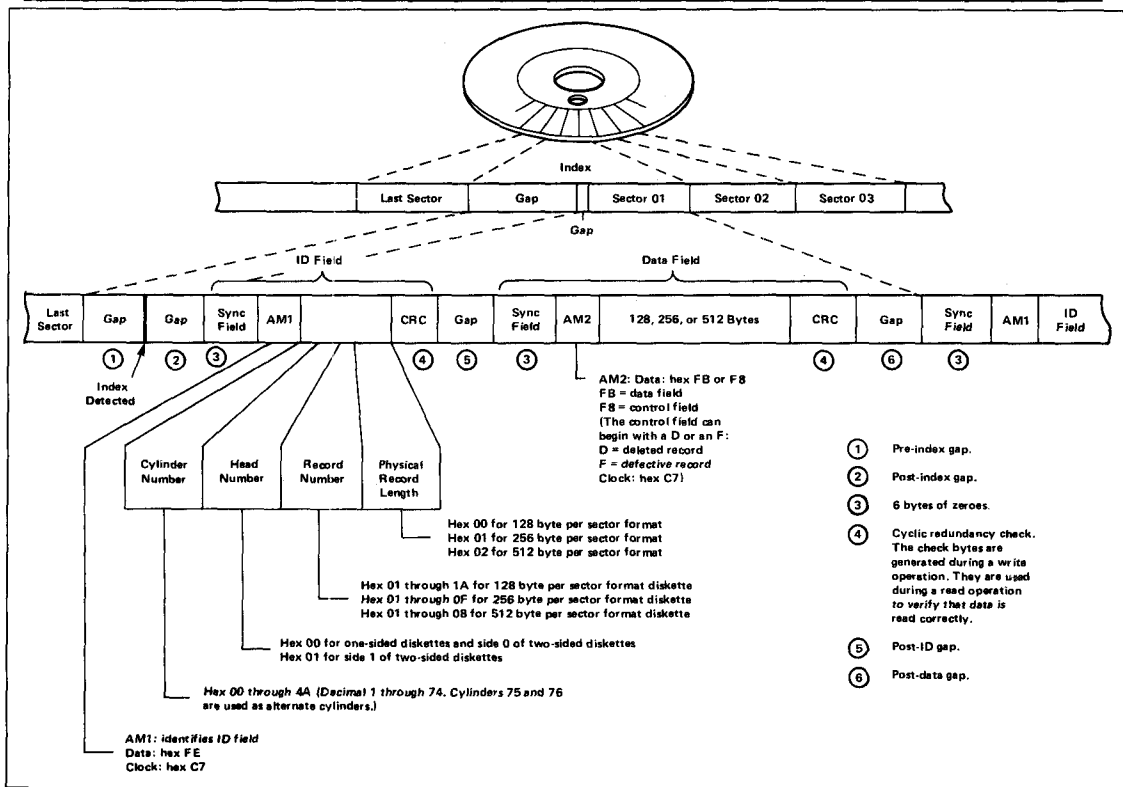 Index
Last Sector
Gap
Sector 01
Sector 02
Sector 03
Gap
ID Field
Data Field
Last Sector
Gap
Gap
Sync Field
AM1
CRC
Gap
Sync Field
AM2
128, 256, or 512 Bytes
CRC
Gap
Sync Field
AM1
ID Field
1
2
3
4
5
3
4
6
3
Index
Detected
AM2: Data: hex FB or F8
FB = data field
F8 = control field
(The control field can
begin with a D or an F:
D = deleted record
F = defective record
Clock: hex C7)
Cylinder
Number
Head
Number
Record
Number
Physical
Record
Length
Hex 00 for 128 byte per sector format
Hex 01 for 256 byte per sector format
Hex 02 for 512 byte per sector format
Hex 01 through 1A for 128 byte per sector format diskette
Hex 01 through 0F for 256 byte per sector format diskette
Hex 01 through 08 for 512 byte per sector format diskette
Hex 00 for one-sided diskettes and side 0 of two-sided diskettes
Hex 01 for side 1 of two-sided diskettes
Hex 00 through 4A (Decimal 1 through 74. Cylinders 75 and 76
are used as alternate cylinders.)
AM1: identifies ID field
Data: hex FE
Clock: hex C7
1 Pre-index gap.
2 Post-index gap.
3 6 bytes of zeroes.
4 Cyclic redundancy check.
The check bytes are
generated during a write
operation. They are used
during a read operation
to verify that data is
read correctly.
5 Post-ID gap.
6 Post-data gap.